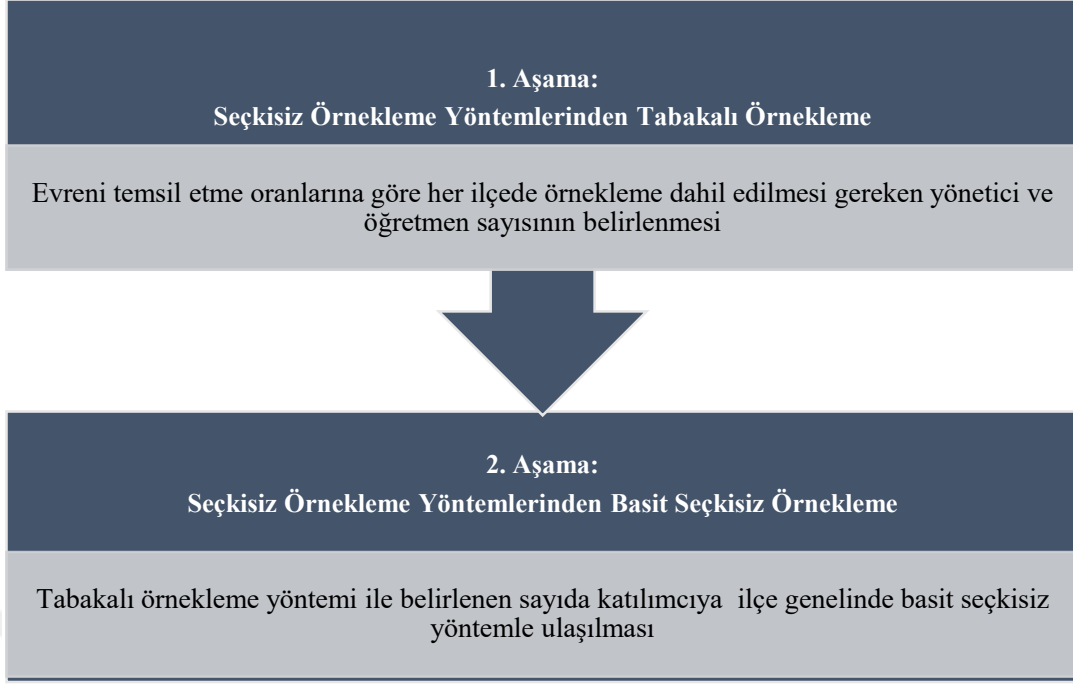 1. Aşama:
Seçkisiz Örnekleme Yöntemlerinden Tabakalı Örnekleme
Evreni temsil etme oranlarına göre her ilçede örnekleme dahil edilmesi gereken yönetici ve
öğretmen sayısının belirlenmesi
2. Aşama:
Seçkisiz Örnekleme Yöntemlerinden Basit Seçkisiz Örnekleme
Tabakalı örnekleme yöntemi ile belirlenen sayıda katılımcıya ilçe genelinde basit seçkisiz
yöntemle ulaşılması